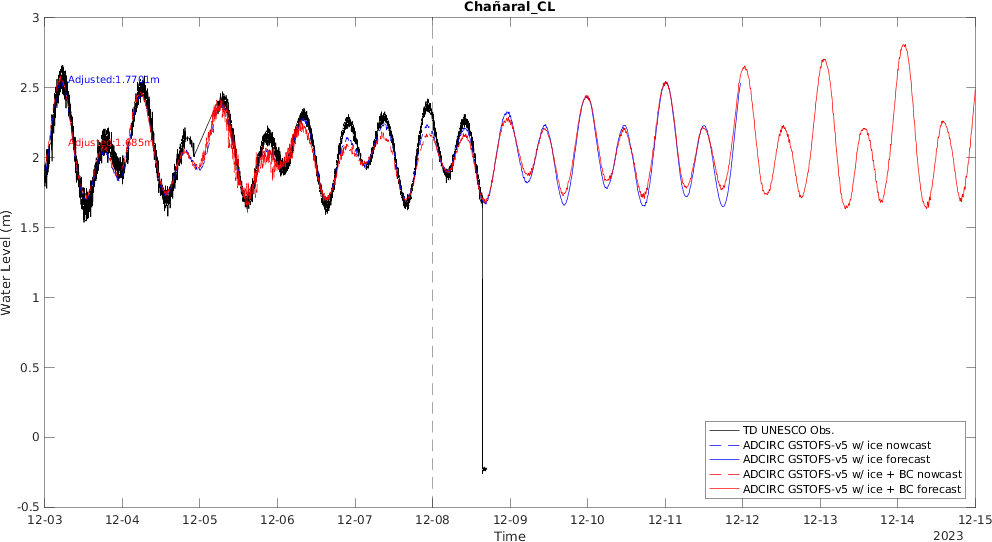 Chañaral_CL
3
2.5
2
1.5
1
0.5
0
-0.5
Water Level (m)
Adjusted:1.685m
TD UNESCO Obs.
ADCIRC GSTOFS-v5 w/ ice nowcast
ADCIRC GSTOFS-v5 w/ ice forecast
ADCIRC GSTOFS-v5 w/ ice + BC nowcast
ADCIRC GSTOFS-v5 w/ ice + BC forecast
12-03 12-04 12-05 12-06 12-07 12-08 12-09 12-10 12-11 12-12 12-13 12-14 12-15
Time
2023